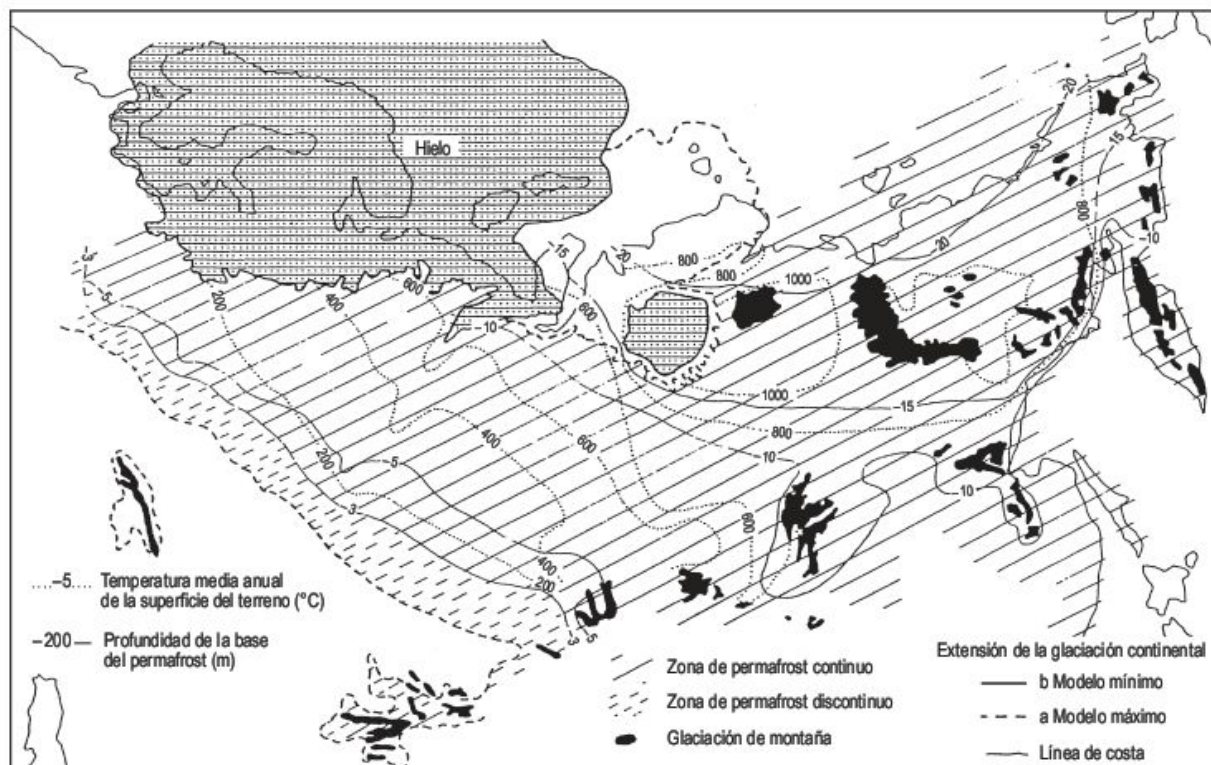 Hielo
-20
-15
800
-10
-15
-20
800
800
-20
1000
600
-3
-5
200
400
600
-10
1000
-15
800
10
600
400
-5
200
3
10
600
400
200
3
5
....–5.... Temperatura media anual
de la superficie del terreno (°C)
–200— Profundidad de la base
del permafrost (m)
Zona de permafrost continuo
Zona de permafrost discontinuo
Glaciación de montaña
Extensión de la glaciación continental
b Modelo mínimo
a Modelo máximo
Línea de costa